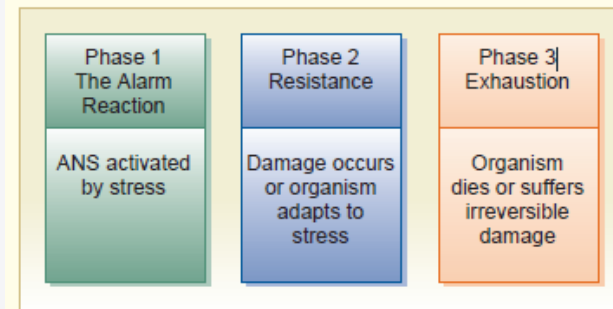 Phase 1
The Alarm
Reaction
ANS activated
by stress
Phase 2
Resistance
Damage occurs
or organism
adapts to
stress
Phase 3
Exhaustion
Organism
dies or suffers
irreversible
damage